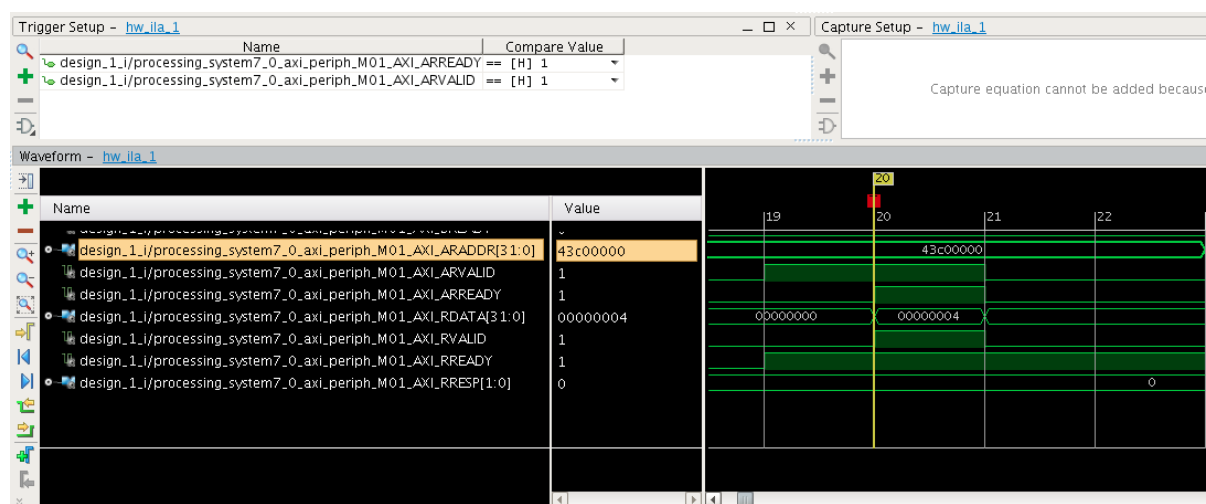 Trigger Setup - hw_ila_1
Capture Setup - hw_ila_1
Name Compare Value
design_1_i/processing_system7_0_axi_periph_M01_AXI_ARREADY == [H] 1
design_1_i/processing_system7_0_axi_periph_M01_AXI_ARVALID == [H] 1
Capture equation cannot be added becaus
Waveform - hw_ila_1
20
Name Value
19 20 21 22
design_1_i/processing_system7_0_axi_periph_M01_AXI_ARADDR[31:0] 43c00000 43c00000
design_1_i/processing_system7_0_axi_periph_M01_AXI_ARVALID 1
design_1_i/processing_system7_0_axi_periph_M01_AXI_ARREADY 1
design_1_i/processing_system7_0_axi_periph_M01_AXI_RDATA[31:0] 00000004 00000000 00000004
design_1_i/processing_system7_0_axi_periph_M01_AXI_RVALID 1
design_1_i/processing_system7_0_axi_periph_M01_AXI_RREADY 1
design_1_i/processing_system7_0_axi_periph_M01_AXI_RRESP[1:0] 0 0